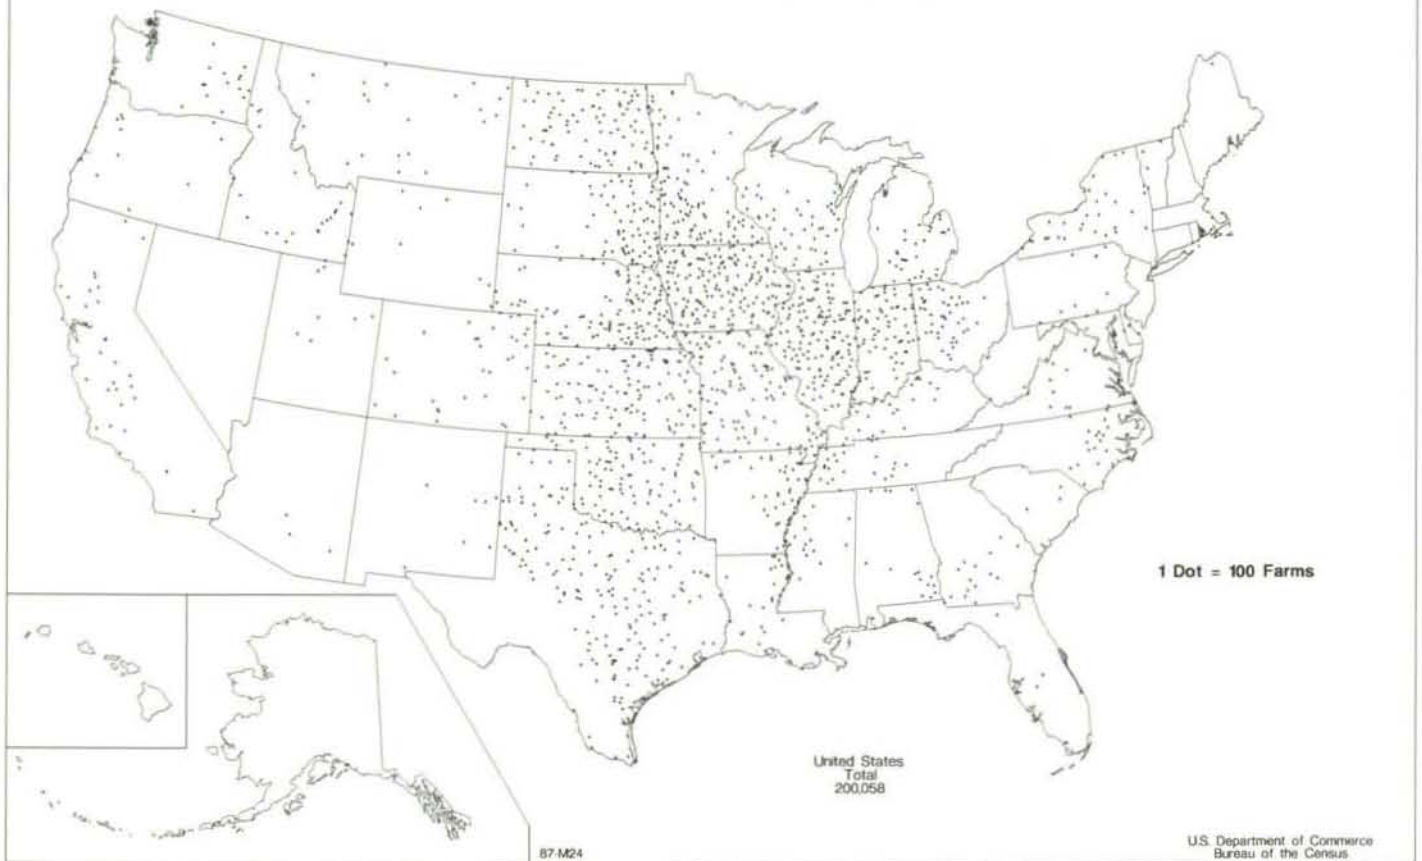 1 Dot = 100 Farms
United States
Total
200,058
87-M24
U.S. Department of Commerce
Bureau of the Census